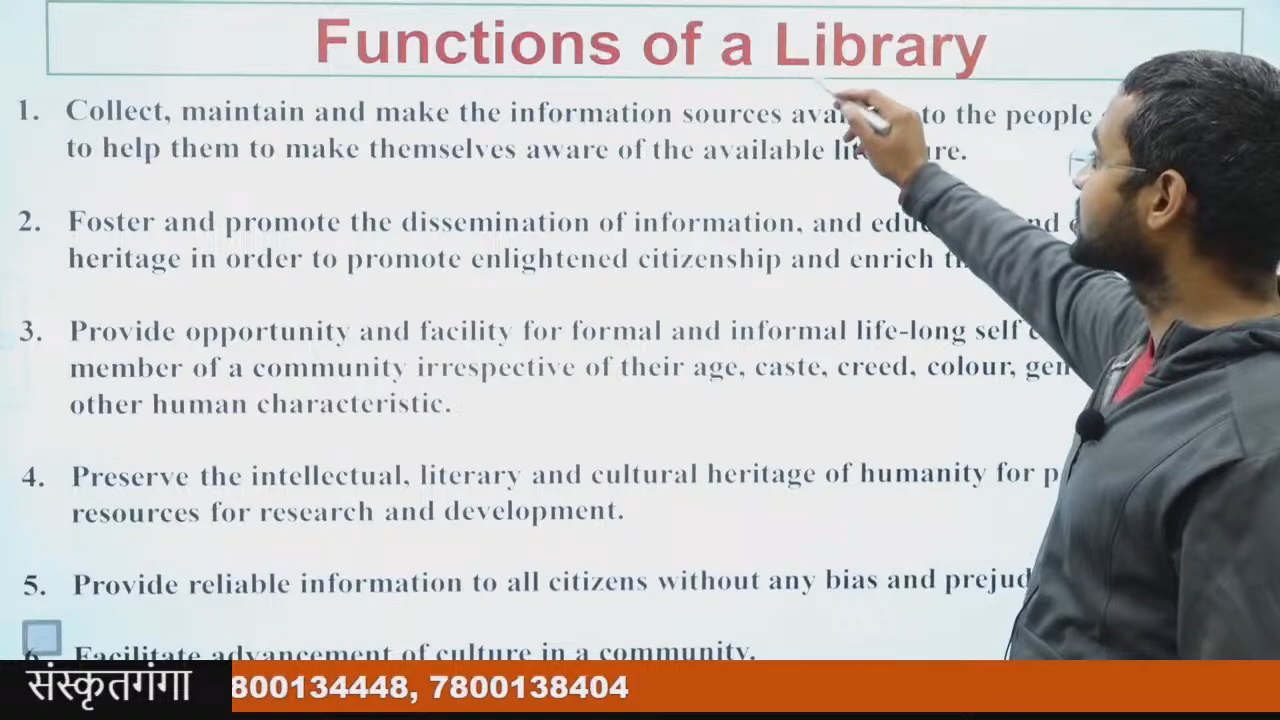 Functions of a Library
1. Collect, maintain and make the information sources to the people
to help them to make themselves aware of the available
2. Foster and promote the dissemination of information, and
heritage in order to promote enlightened citizenship and enrich
3. Provide opportunity and facility for formal and informal life-long self
member of a community irrespective of their age, caste, creed, colour,
other human characteristic.
4. Preserve the intellectual, literary and cultural heritage of humanity for
resources for research and development.
5. Provide reliable information to all citizens without any bias and
6. Facilitate advancement of culture in a community.
संस्कृतगंगा 800134448, 7800138404